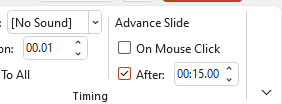 [No Sound]
Advance Slide
on: 00.01
On Mouse Click
To All
After: 00:15.00
Timing